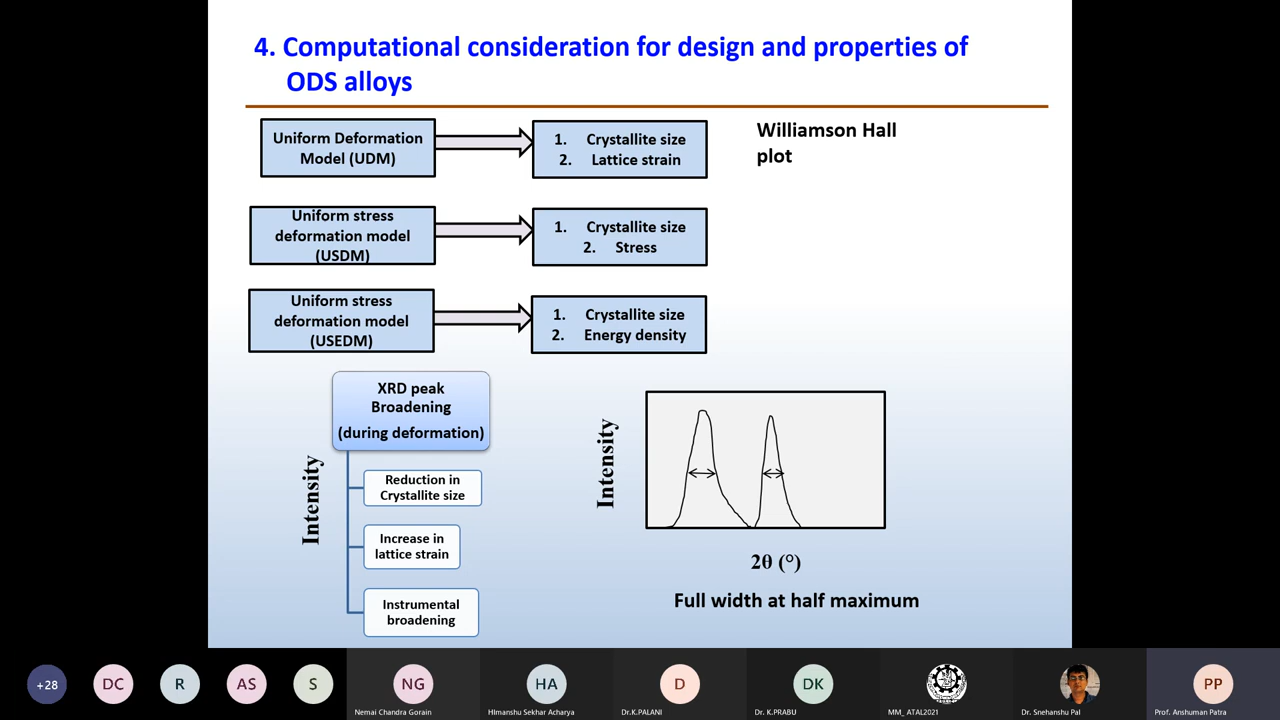 4. Computational consideration for design and properties of
ODS alloys
Uniform Deformation
Model (UDM)
1. Crystallite size
2. Lattice strain
Williamson Hall
plot
Uniform stress
deformation model
(USDM)
1. Crystallite size
2. Stress
Uniform stress
deformation model
(USEDM)
1. Crystallite size
2. Energy density
XRD peak
Broadening
(during deformation)
Intensity
Reduction in
Crystallite size
Increase in
lattice strain
Instrumental
broadening
Intensity
2θ (°)
Full width at half maximum
+28
DC
R
AS
S
NG
Nemai Chandra Gorain
HA
HImanshu Sekhar Acharya
D
Dr.K.PALANI
DK
Dr. K.PRABU
MM_ ATAL2021
Dr. Snehanshu Pal
PP
Prof. Anshuman Patra